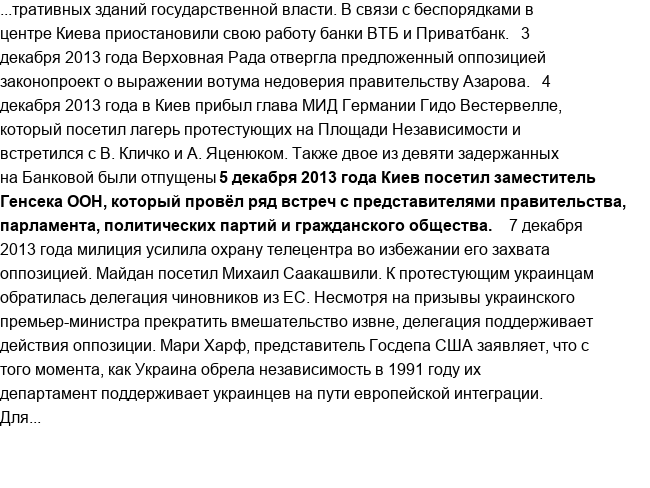 ...тративных зданий государственной власти. В связи с беспорядками в
центре Киева приостановили свою работу банки ВТБ и Приватбанк.   3
декабря 2013 года Верховная Рада отвергла предложенный оппозицией
законопроект о выражении вотума недоверия правительству Азарова.   4
декабря 2013 года в Киев прибыл глава МИД Германии Гидо Вестервелле,
который посетил лагерь протестующих на Площади Независимости и
встретился с В. Кличко и А. Яценюком. Также двое из девяти задержанных
на Банковой были отпущены 5 декабря 2013 года Киев посетил заместитель
Генсека ООН, который провёл ряд встреч с представителями правительства,
парламента, политических партий и гражданского общества.    7 декабря
2013 года милиция усилила охрану телецентра во избежании его захвата
оппозицией. Майдан посетил Михаил Саакашвили. К протестующим украинцам
обратилась делегация чиновников из ЕС. Несмотря на призывы украинского
премьер-министра прекратить вмешательство извне, делегация поддерживает
действия оппозиции. Мари Харф, представитель Госдепа США заявляет, что с
того момента, как Украина обрела независимость в 1991 году их
департамент поддерживает украинцев на пути европейской интеграции.
Для...